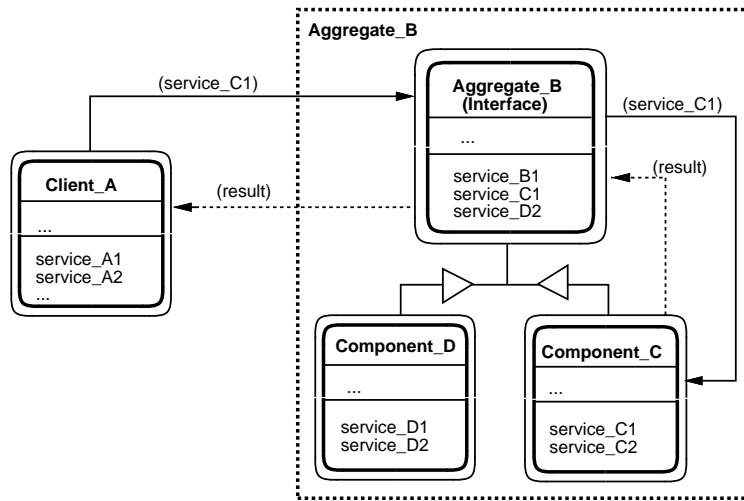 Aggregate_B
(service_C1)
Aggregate_B
(Interface)
...
service_B1
service_C1
service_D2
(service_C1)
(result)
Client_A
...
service_A1
service_A2
...
(result)
Component_D
...
service_D1
service_D2
Component_C
...
service_C1
service_C2